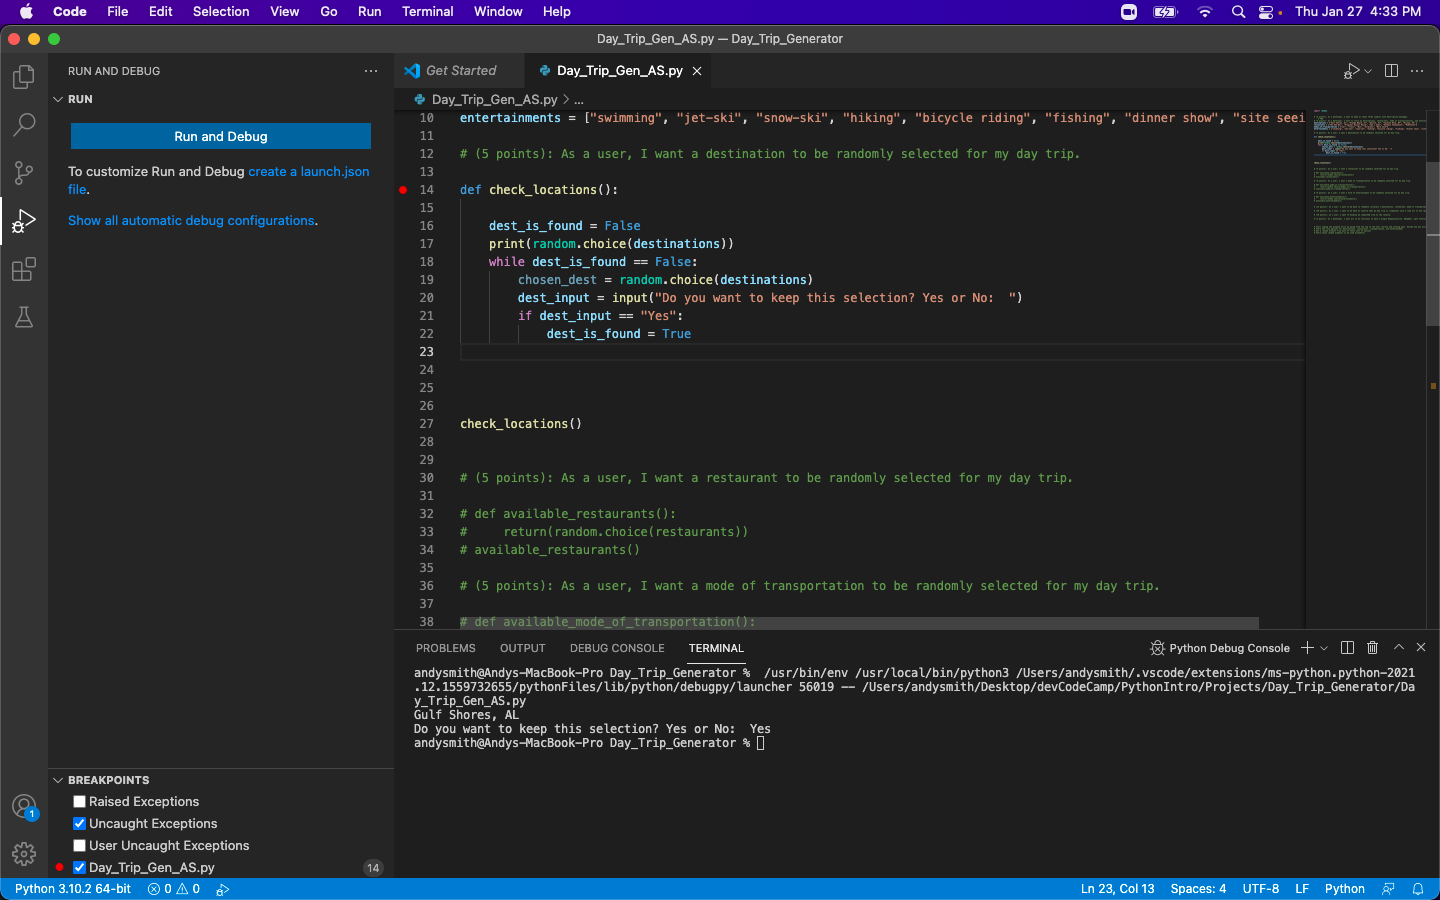 Code File Edit Selection View Go Run Terminal Window Help Thu Jan 27 4:33 PM
Day_Trip_Gen_AS.py — Day_Trip_Generator
RUN AND DEBUG
RUN
Run and Debug
To customize Run and Debug create a launch.json
file.
Show all automatic debug configurations.
Get Started Day_Trip_Gen_AS.py
Day_Trip_Gen_AS.py > ...
10 entertainments = ["swimming", "jet-ski", "snow-ski", "hiking", "bicycle riding", "fishing", "dinner show", "site seei
11
12 # (5 points): As a user, I want a destination to be randomly selected for my day trip.
13
14 def check_locations():
15
16 dest_is_found = False
17 print(random.choice(destinations))
18 while dest_is_found == False:
19 chosen_dest = random.choice(destinations)
20 dest_input = input("Do you want to keep this selection? Yes or No:  ")
21 if dest_input == "Yes":
22 dest_is_found = True
23
24
25
26
27 check_locations()
28
29
30 # (5 points): As a user, I want a restaurant to be randomly selected for my day trip.
31
32 # def available_restaurants():
33 #     return(random.choice(restaurants))
34 # available_restaurants()
35
36 # (5 points): As a user, I want a mode of transportation to be randomly selected for my day trip.
37
38 # def available_mode_of_transportation():
PROBLEMS OUTPUT DEBUG CONSOLE TERMINAL Python Debug Console
andysmith@Andys-MacBook-Pro Day_Trip_Generator %  /usr/bin/env /usr/local/bin/python3 /Users/andysmith/.vscode/extensions/ms-python.python-2021
.12.1559732655/pythonFiles/lib/python/debugpy/launcher 56019 -- /Users/andysmith/Desktop/devCodeCamp/PythonIntro/Projects/Day_Trip_Generator/Da
y_Trip_Gen_AS.py
Gulf Shores, AL
Do you want to keep this selection? Yes or No:  Yes
andysmith@Andys-MacBook-Pro Day_Trip_Generator %
BREAKPOINTS
Raised Exceptions
Uncaught Exceptions
User Uncaught Exceptions
Day_Trip_Gen_AS.py 14
1
Python 3.10.2 64-bit 0 0 Ln 23, Col 13 Spaces: 4 UTF-8 LF Python